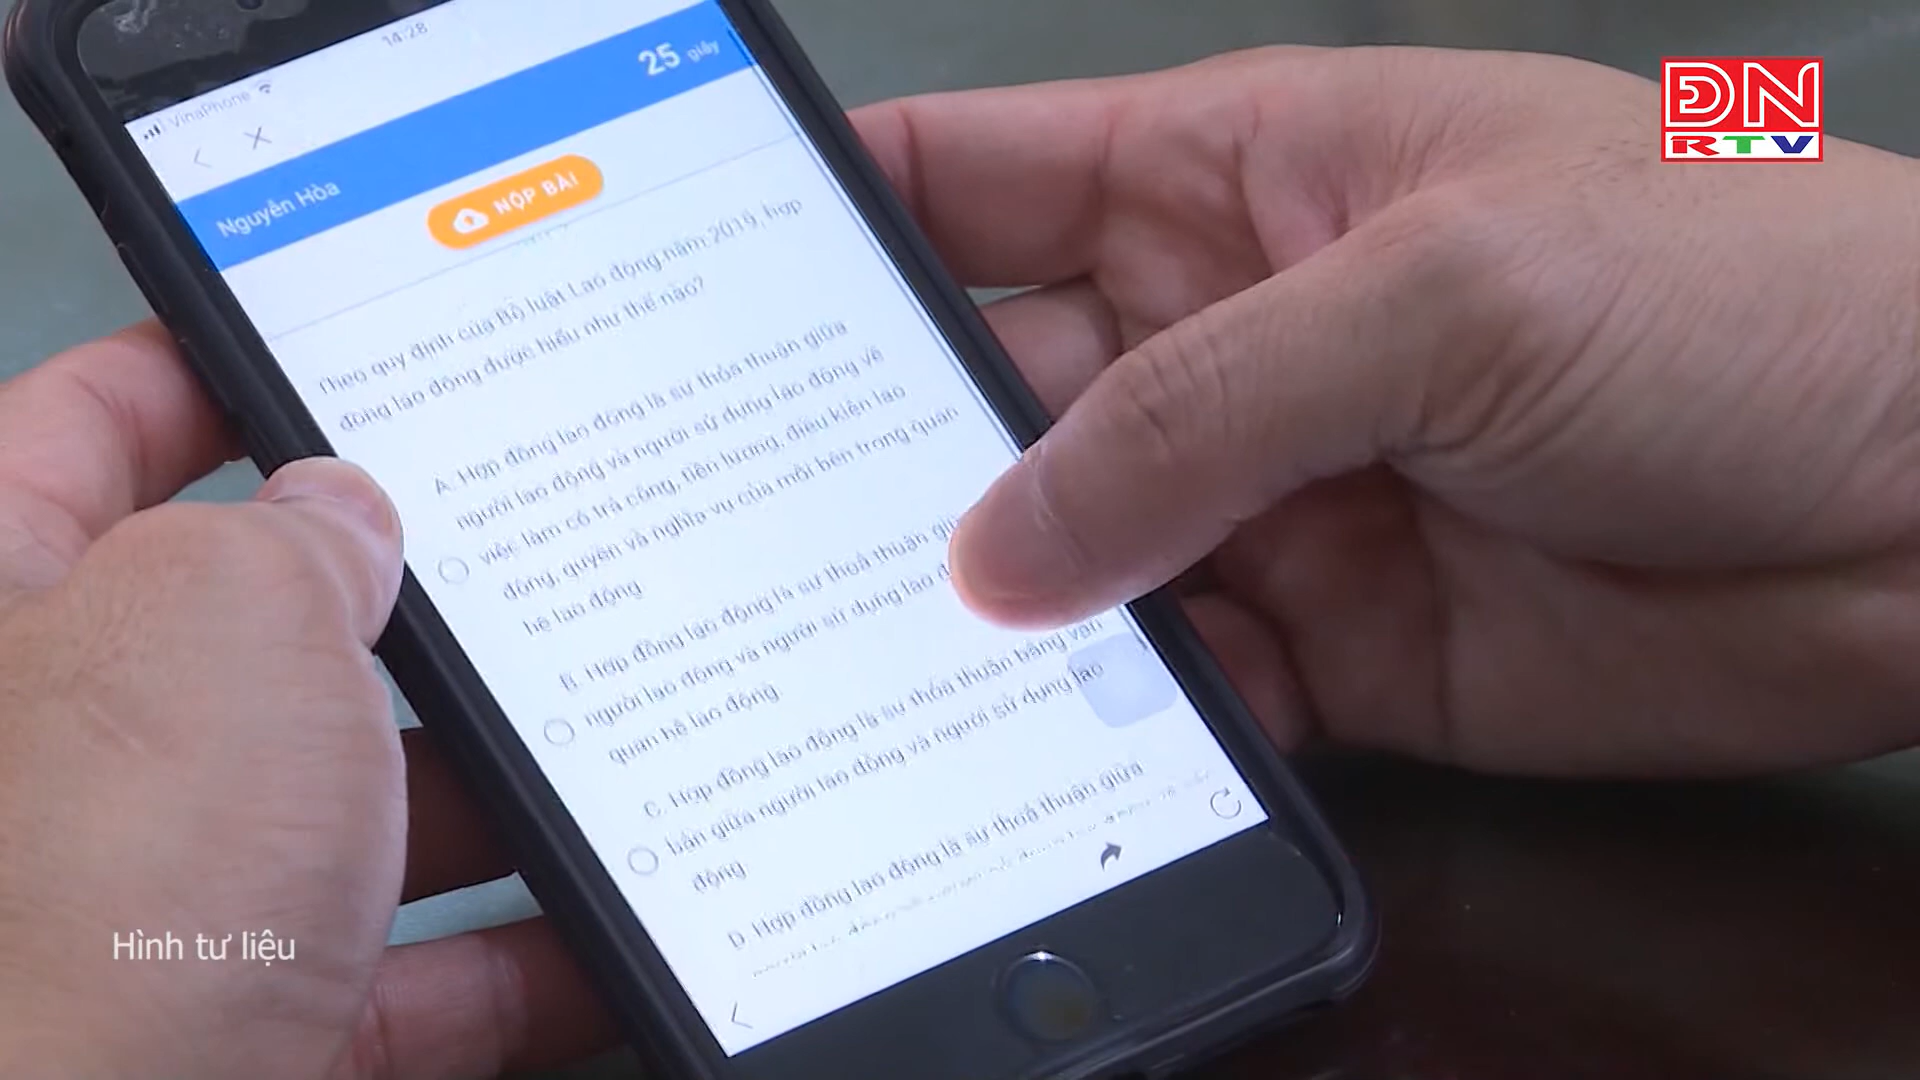 14:28
VinaPhone
25 giây
Nguyễn Hòa
NỘP BÀI
Theo quy định của Bộ luật Lao động năm 2019, hợp
đồng lao động được hiểu như thế nào?
A. Hợp đồng lao động là sự thỏa thuận giữa
người lao động và người sử dụng lao động về
việc làm có trả công, tiền lương, điều kiện lao
động, quyền và nghĩa vụ của mỗi bên trong quan
hệ lao động.
B. Hợp đồng lao động là sự thoả thuận
người lao động và người sử dụng lao
quan hệ lao động.
C. Hợp đồng lao động là sự thỏa thuận bằng văn
bản giữa người lao động và người sử dụng lao
động.
D. Hợp đồng lao động là sự thoả thuận giữa
DN
RTV
Hình tư liệu